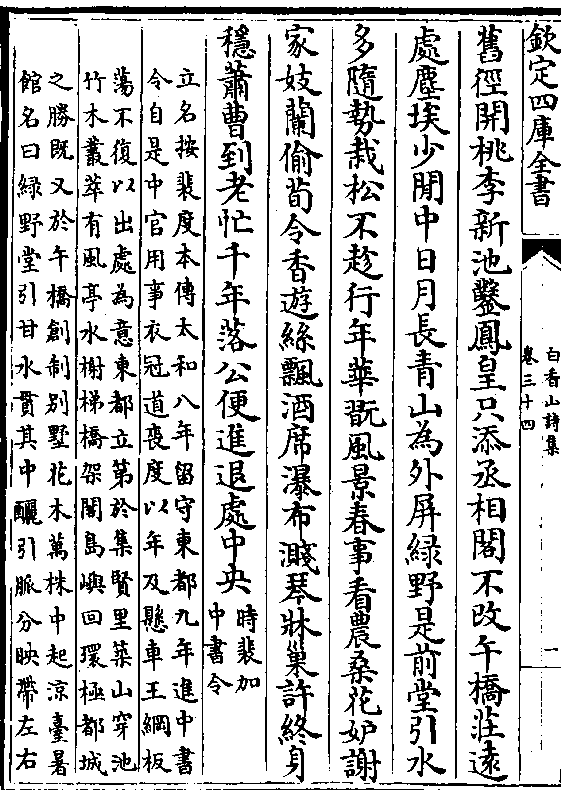 欽定四庫全書
白香山詩集
卷三十四
一
舊徑開桃李新池鑿鳳皇只添丞相閣不改午橋莊遠
處塵埃少閒中日月長青山為外屏綠野是前堂引水
多隨勢栽松不趂行年華翫風景春事看農桑花妒謝
家妓蘭偷荀令香遊絲飄酒席瀑布濺琴牀巢許終身
穩蕭曹到老忙千年落公便進退處中央
時裴加
中書令
立名按裴度本傳太和八年留守東都九年進中書
令自是中官用事衣冠道喪度以年及懸車王綱板
蕩不復以出處為意東都立第於集賢里築山穿池
竹木叢萃有風亭水榭梯橋架閣島嶼回環極都城
之勝既又於午橋創制别墅花木萬株中起涼臺暑
館名曰綠野堂引甘水貫其中釃引脈分映帶左右